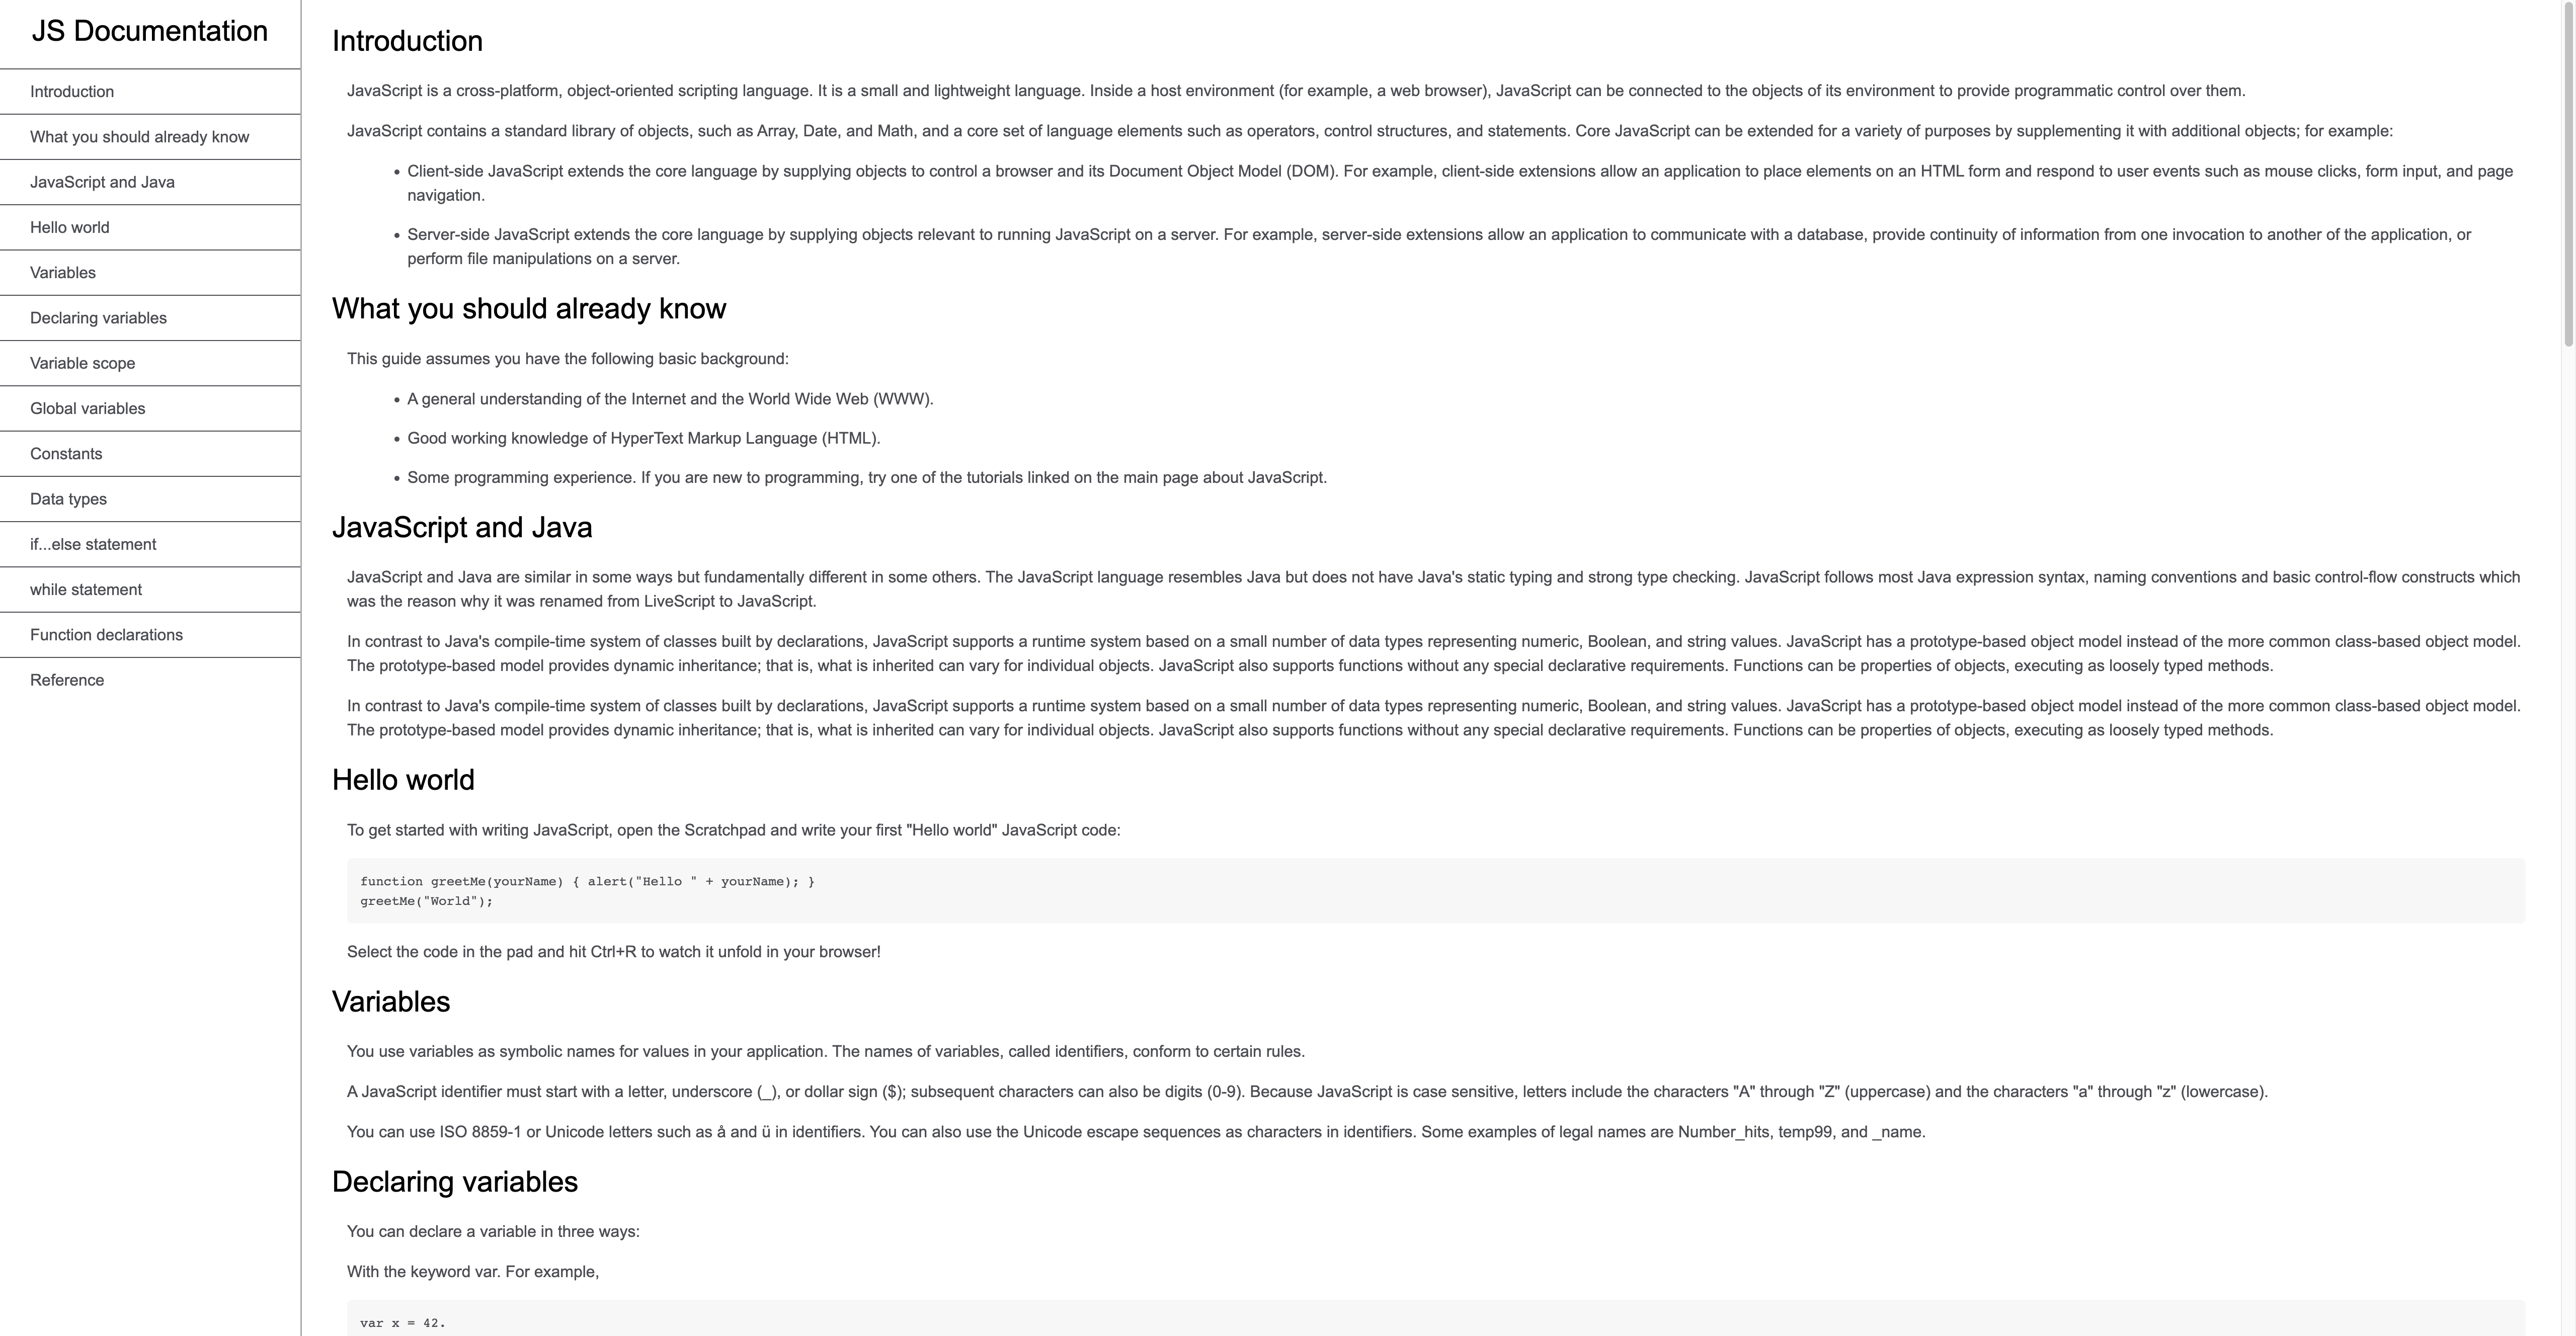 JS Documentation
Introduction
What you should already know
JavaScript and Java
Hello world
Variables
Declaring variables
Variable scope
Global variables
Constants
Data types
if...else statement
while statement
Function declarations
Reference
Introduction
JavaScript is a cross-platform, object-oriented scripting language. It is a small and lightweight language. Inside a host environment (for example, a web browser), JavaScript can be connected to the objects of its environment to provide programmatic control over them.
JavaScript contains a standard library of objects, such as Array, Date, and Math, and a core set of language elements such as operators, control structures, and statements. Core JavaScript can be extended for a variety of purposes by supplementing it with additional objects; for example:
• Client-side JavaScript extends the core language by supplying objects to control a browser and its Document Object Model (DOM). For example, client-side extensions allow an application to place elements on an HTML form and respond to user events such as mouse clicks, form input, and page
navigation.
• Server-side JavaScript extends the core language by supplying objects relevant to running JavaScript on a server. For example, server-side extensions allow an application to communicate with a database, provide continuity of information from one invocation to another of the application, or
perform file manipulations on a server.
What you should already know
This guide assumes you have the following basic background:
• A general understanding of the Internet and the World Wide Web (WWW).
• Good working knowledge of HyperText Markup Language (HTML).
• Some programming experience. If you are new to programming, try one of the tutorials linked on the main page about JavaScript.
JavaScript and Java
JavaScript and Java are similar in some ways but fundamentally different in some others. The JavaScript language resembles Java but does not have Java's static typing and strong type checking. JavaScript follows most Java expression syntax, naming conventions and basic control-flow constructs which
was the reason why it was renamed from LiveScript to JavaScript.
In contrast to Java's compile-time system of classes built by declarations, JavaScript supports a runtime system based on a small number of data types representing numeric, Boolean, and string values. JavaScript has a prototype-based object model instead of the more common class-based object model.
The prototype-based model provides dynamic inheritance; that is, what is inherited can vary for individual objects. JavaScript also supports functions without any special declarative requirements. Functions can be properties of objects, executing as loosely typed methods.
In contrast to Java's compile-time system of classes built by declarations, JavaScript supports a runtime system based on a small number of data types representing numeric, Boolean, and string values. JavaScript has a prototype-based object model instead of the more common class-based object model.
The prototype-based model provides dynamic inheritance; that is, what is inherited can vary for individual objects. JavaScript also supports functions without any special declarative requirements. Functions can be properties of objects, executing as loosely typed methods.
Hello world
To get started with writing JavaScript, open the Scratchpad and write your first "Hello world" JavaScript code:
function greetMe(yourName) { alert("Hello " + yourName); }
greetMe("World");
Select the code in the pad and hit Ctrl+R to watch it unfold in your browser!
Variables
You use variables as symbolic names for values in your application. The names of variables, called identifiers, conform to certain rules.
A JavaScript identifier must start with a letter, underscore (_), or dollar sign ($); subsequent characters can also be digits (0-9). Because JavaScript is case sensitive, letters include the characters "A" through "Z" (uppercase) and the characters "a" through "z" (lowercase).
You can use ISO 8859-1 or Unicode letters such as å and ü in identifiers. You can also use the Unicode escape sequences as characters in identifiers. Some examples of legal names are Number_hits, temp99, and _name.
Declaring variables
You can declare a variable in three ways:
With the keyword var. For example,
var x = 42.